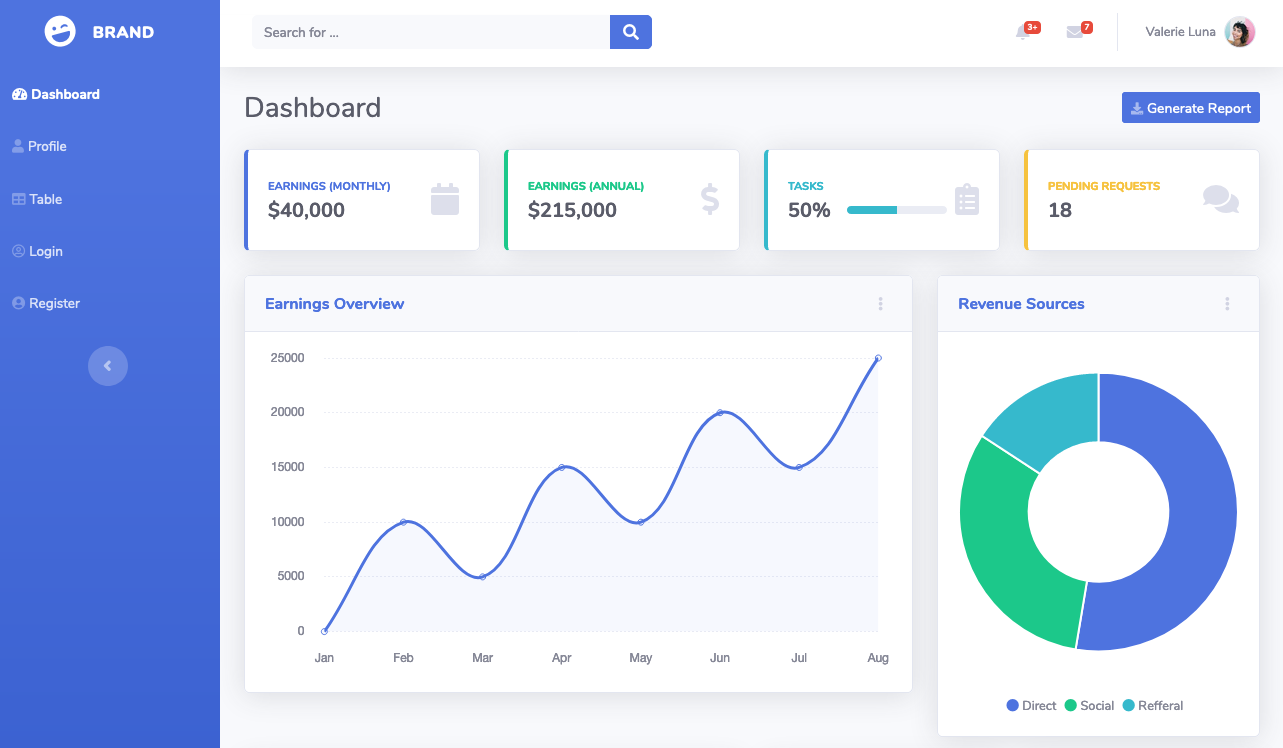 BRAND
Search for ...
3+
7
Valerie Luna
Dashboard
Profile
Table
Login
Register
Dashboard
Generate Report
EARNINGS (MONTHLY)
$40,000
EARNINGS (ANNUAL)
$215,000
TASKS
50%
PENDING REQUESTS
18
Earnings Overview
25000
20000
15000
10000
5000
0
Jan Feb Mar Apr May Jun Jul Aug
Revenue Sources
Direct Social Refferal